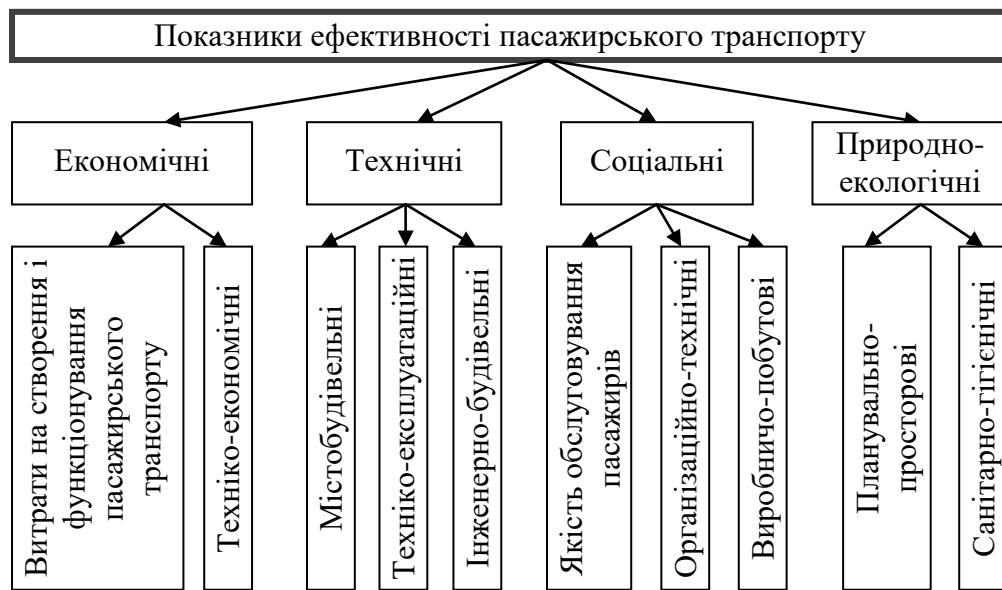 Показники ефективності пасажирського транспорту
Економічні
Технічні
Соціальні
Природно-
екологічні
Витрати на створення і
функціонування
пасажирського
транспорту
Техніко-економічні
Містобудівельні
Техніко-експлуатаційні
Інженерно-будівельні
Якість обслуговування
пасажирів
Організаційно-технічні
Виробничо-побутові
Планувально-
просторові
Санітарно-гігієнічні